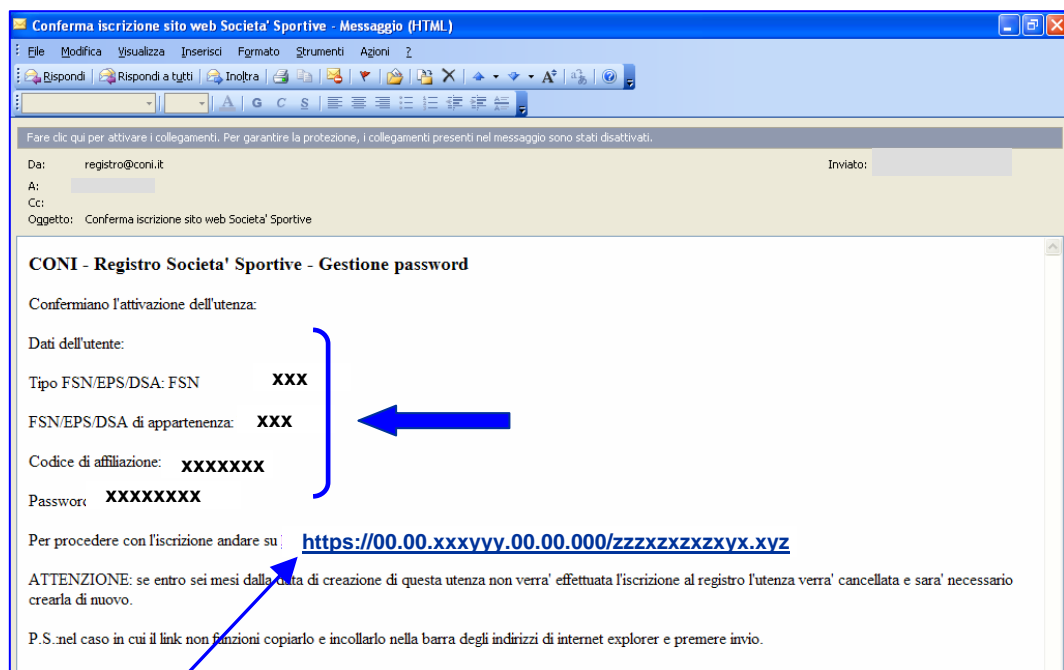 Conferma iscrizione sito web Societa' Sportive - Messaggio (HTML)
File Modifica Visualizza Inserisci Formato Strumenti Azioni ?
Rispondi Rispondi a tutti Inoltra
G C S
Fare clic qui per attivare i collegamenti. Per garantire la protezione, i collegamenti presenti nel messaggio sono stati disattivati.
Da: registro@coni.it Inviato:
A:
Cc:
Oggetto: Conferma iscrizione sito web Societa' Sportive
CONI - Registro Societa' Sportive - Gestione password
Confermiano l'attivazione dell'utenza:
Dati dell'utente:
Tipo FSN/EPS/DSA: FSN xxx
FSN/EPS/DSA di appartenenza: xxx
Codice di affiliazione: xxxxxxx
Password xxxxxxxx
Per procedere con l'iscrizione andare su https://00.00.xxxyyy.00.00.000/zzzxzxzxzxyx.xyz
ATTENZIONE: se entro sei mesi dalla data di creazione di questa utenza non verra' effettuata l'iscrizione al registro l'utenza verra' cancellata e sara' necessario
crearla di nuovo.
P.S.:nel caso in cui il link non funzioni copiarlo e incollarlo nella barra degli indirizzi di internet explorer e premere invio.